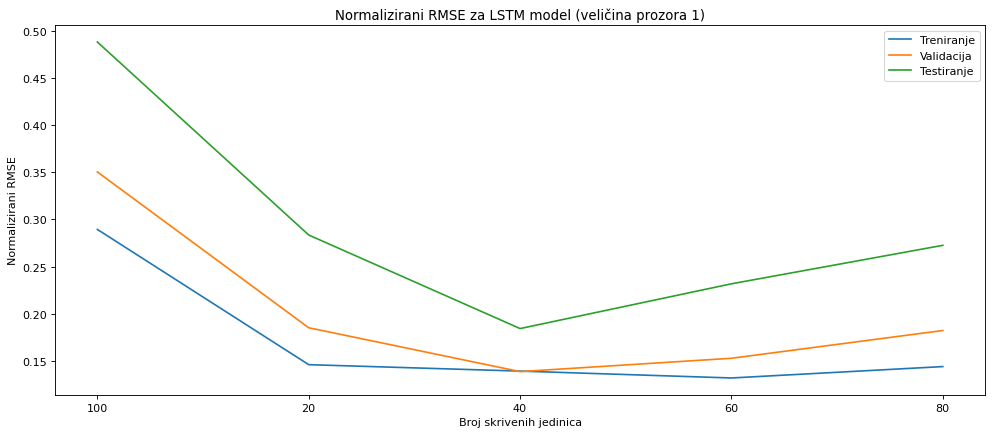 Normalizirani RMSE za LSTM model (veličina prozora 1)
Treniranje
Validacija
Testiranje
Normalizirani RMSE
0.50
0.45
0.40
0.35
0.30
0.25
0.20
0.15
100 20 40 60 80
Broj skrivenih jedinica